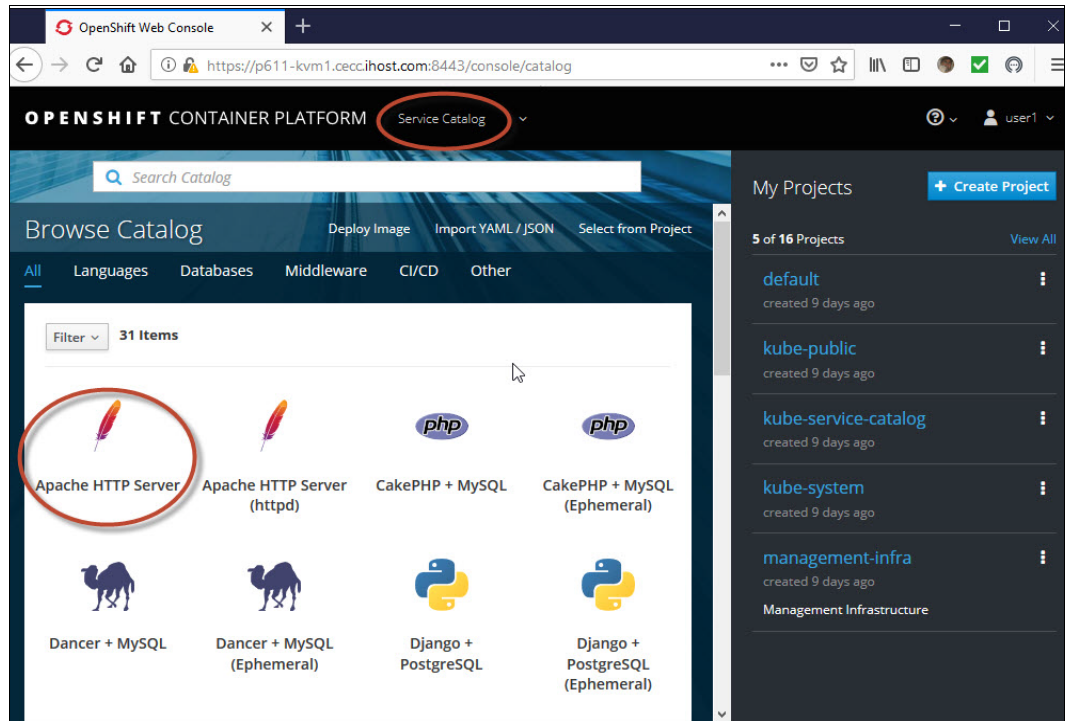 OpenShift Web Console
https://p611-kvm1.cecc.ihost.com:8443/console/catalog
OPENSHIFT CONTAINER PLATFORM
Service Catalog
user1
Search Catalog
Browse Catalog
Deploy Image
Import YAML / JSON
Select from Project
All
Languages
Databases
Middleware
CI/CD
Other
Filter
31 Items
Apache HTTP Server
php
php
Apache HTTP Server
(httpd)
CakePHP + MySQL
CakePHP + MySQL
(Ephemeral)
Dancer + MySQL
Dancer + MySQL
(Ephemeral)
Django +
PostgreSQL
Django +
PostgreSQL
(Ephemeral)
My Projects
+ Create Project
5 of 16 Projects
View All
default
created 9 days ago
kube-public
created 9 days ago
kube-service-catalog
created 9 days ago
kube-system
created 9 days ago
management-infra
created 9 days ago
Management Infrastructure